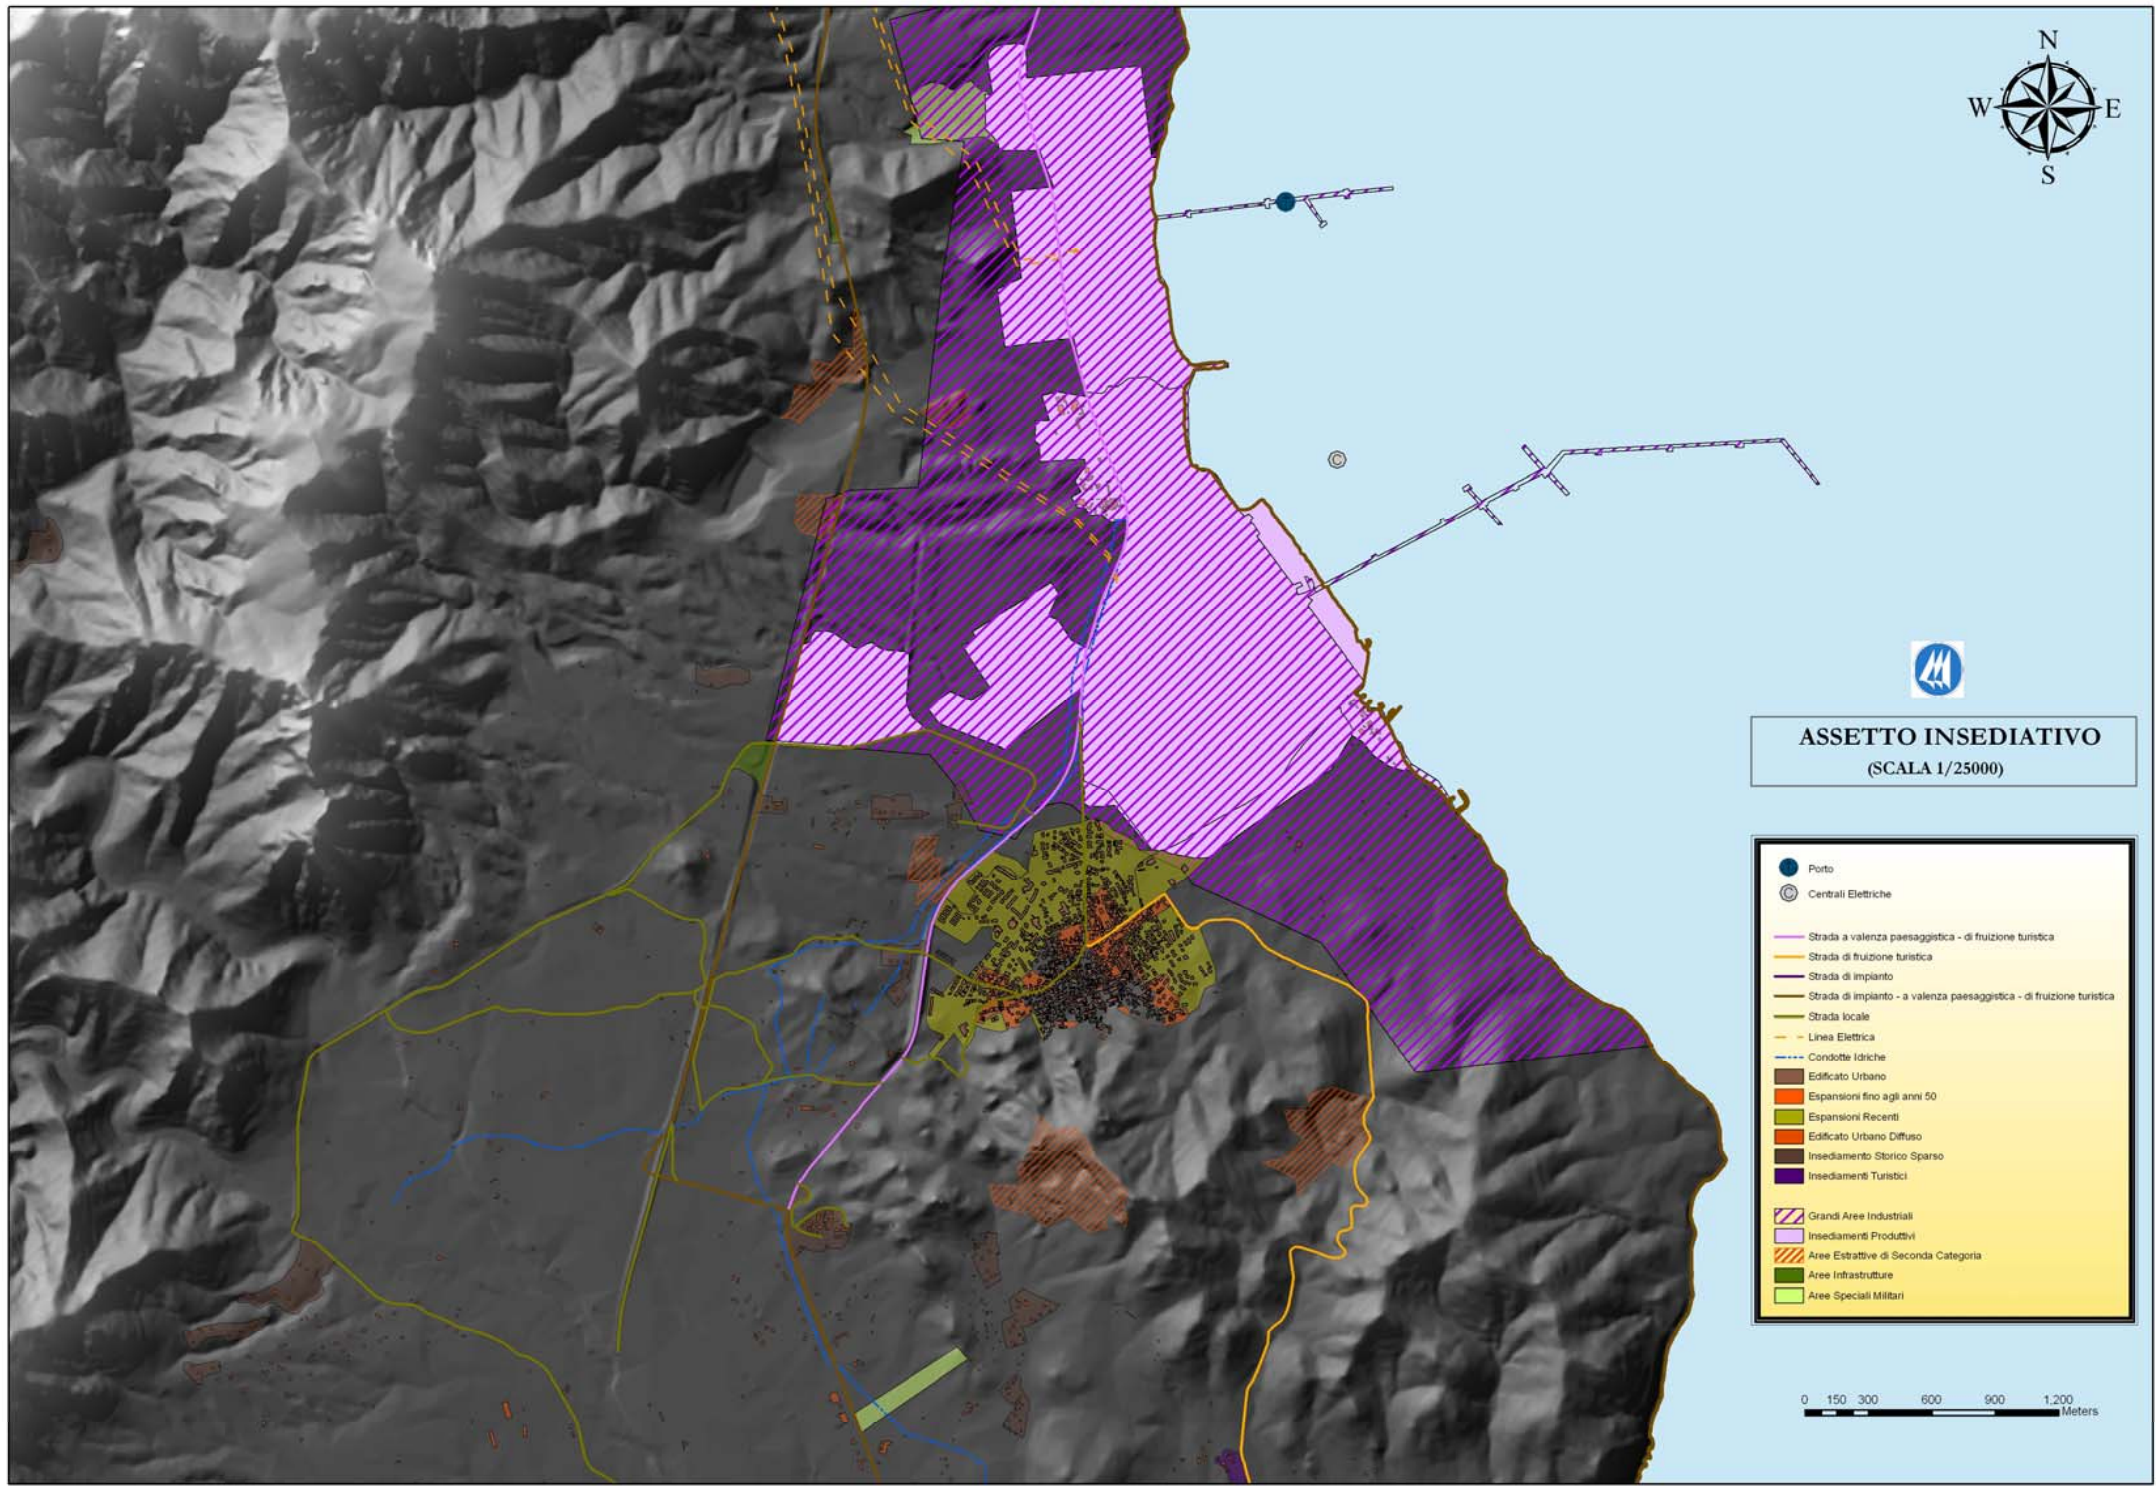 N
W E
S
C
ASSETTO INSEDIATIVO
(SCALA 1/25000)
Porto
C Centrali Elettriche
Strada a valenza paesaggistica - di fruizione turistica
Strada di fruizione turistica
Strada di impianto
Strada di impianto - a valenza paesaggistica - di fruizione turistica
Strada locale
Linea Elettrica
Condotte Idriche
Edificato Urbano
Espansioni fino agli anni 50
Espansioni Recenti
Edificato Urbano Diffuso
Insediamento Storico Sparso
Insediamenti Turistici
Grandi Aree Industriali
Insediamenti Produttivi
Aree Estrattive di Seconda Categoria
Aree Infrastrutture
Aree Speciali Militari
0 150 300 600 900 1,200
Meters